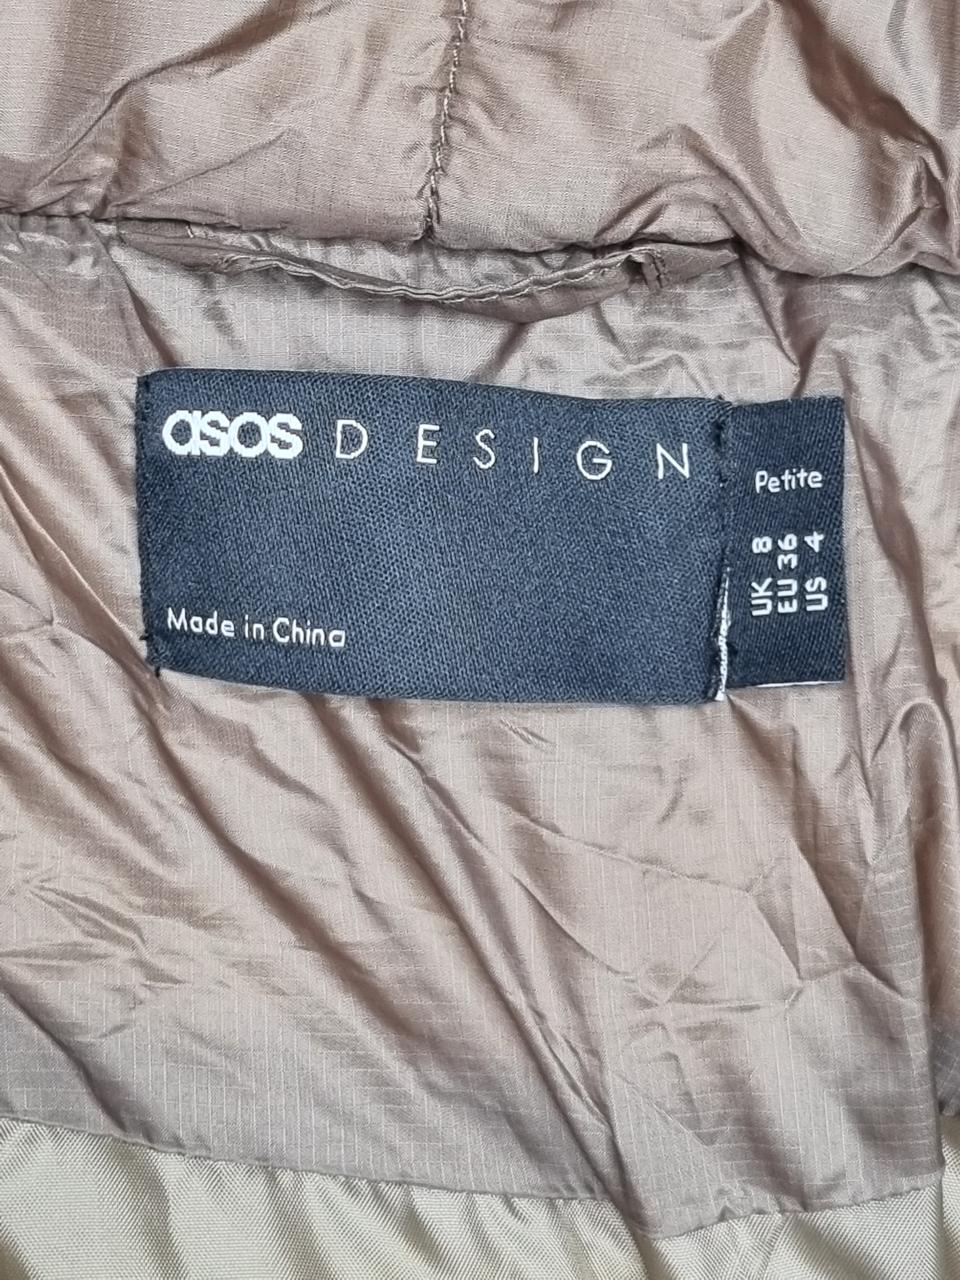 asos DESIGN
Made in China
Petite
UK 8
EU 36
US 4